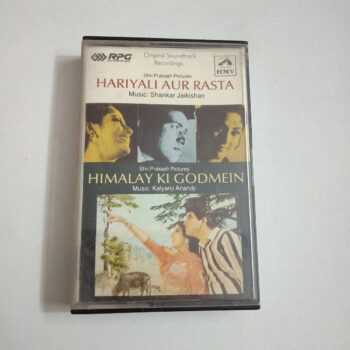 RPG
Original Soundtrack
Recordings
HMV
Shri Prakash Pictures
HARIYALI AUR RASTA
Music: Shankar Jaikishan
Shri Prakash Pictures
HIMALAY KI GODMEIN
Music: Kalyanji Anandji